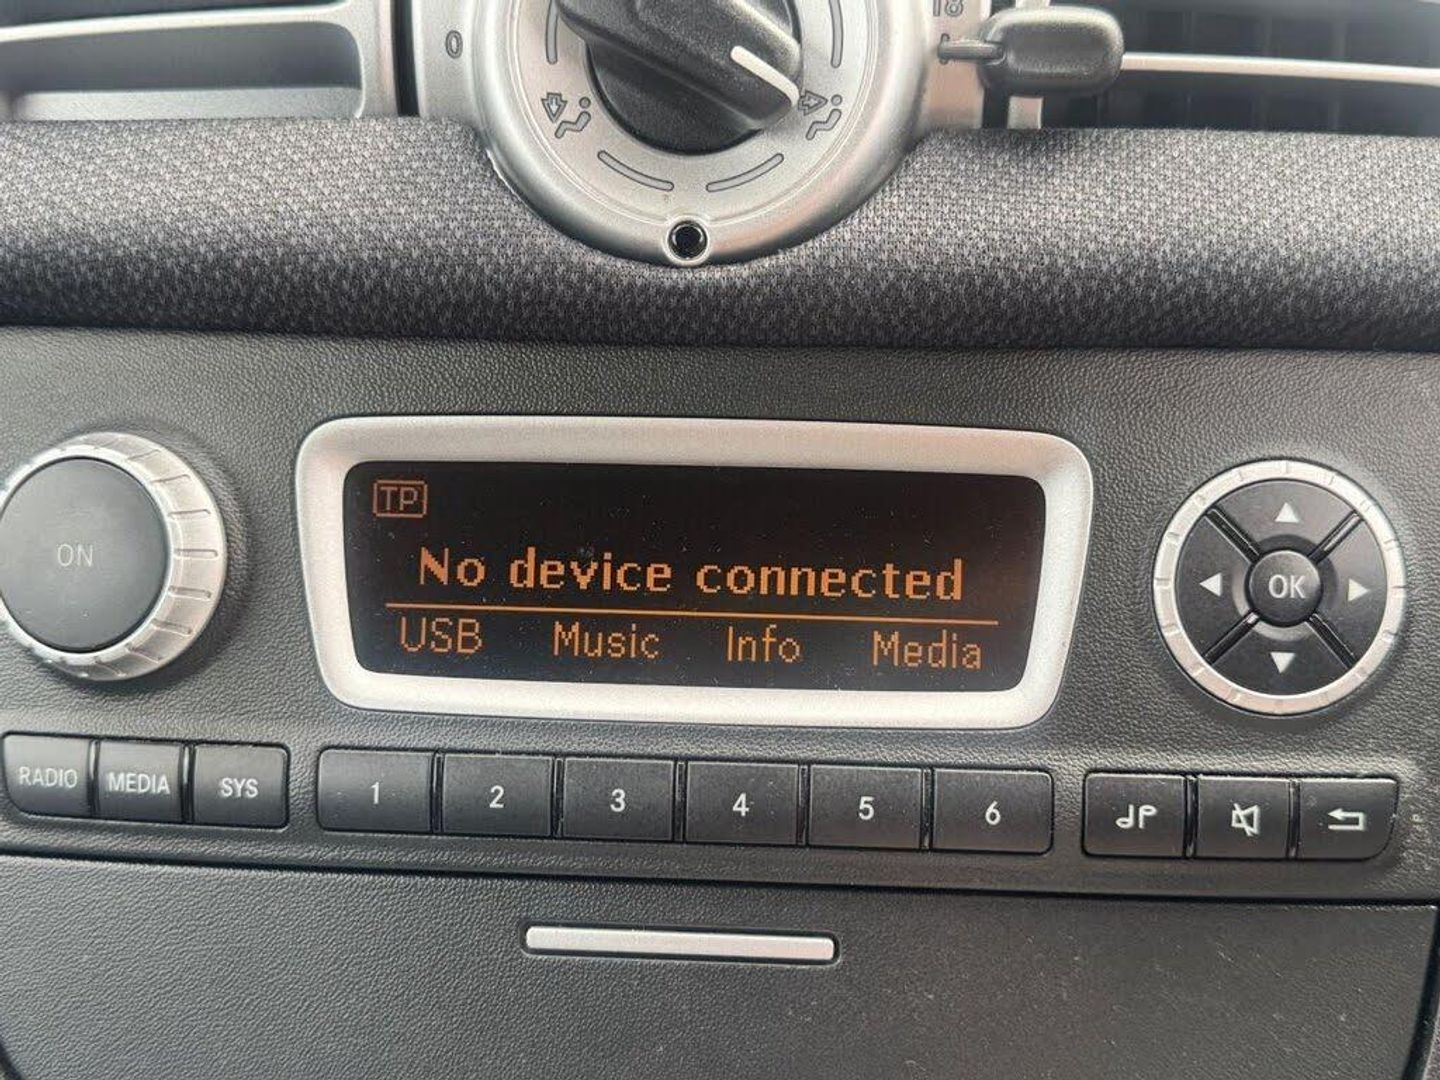 0
18
ON
TP
No device connected
USB Music Info Media
OK
RADIO MEDIA SYS 1 2 3 4 5 6